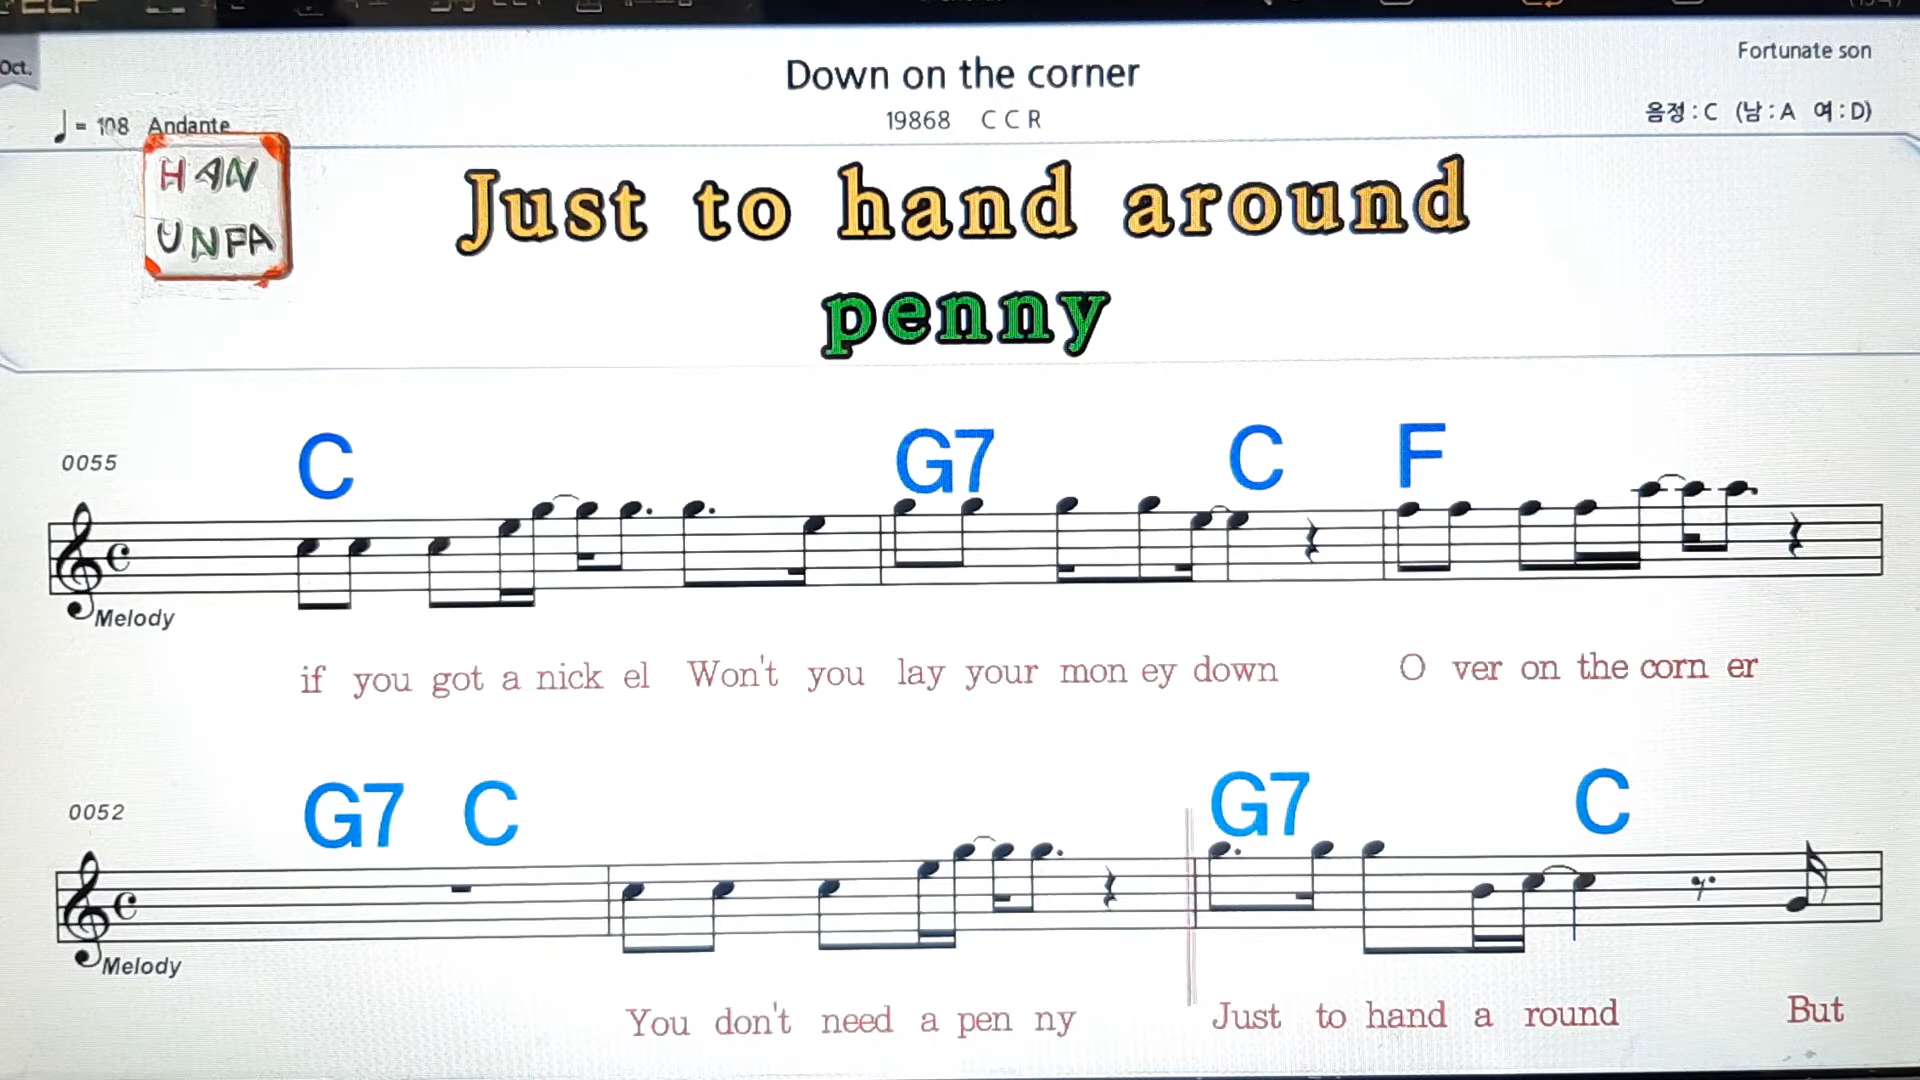 Oct.
Down on the corner
Fortunate son
= 108 Andante
19868 C C R
음정 : C (남 : A 여 : D)
HAN
UNFA
Just to hand around
penny
0055
C G7 C F
Melody
if you got a nick el Won't you lay your mon ey down O ver on the corn er
0052
G7 C G7 C
Melody
You don't need a pen ny Just to hand a round But